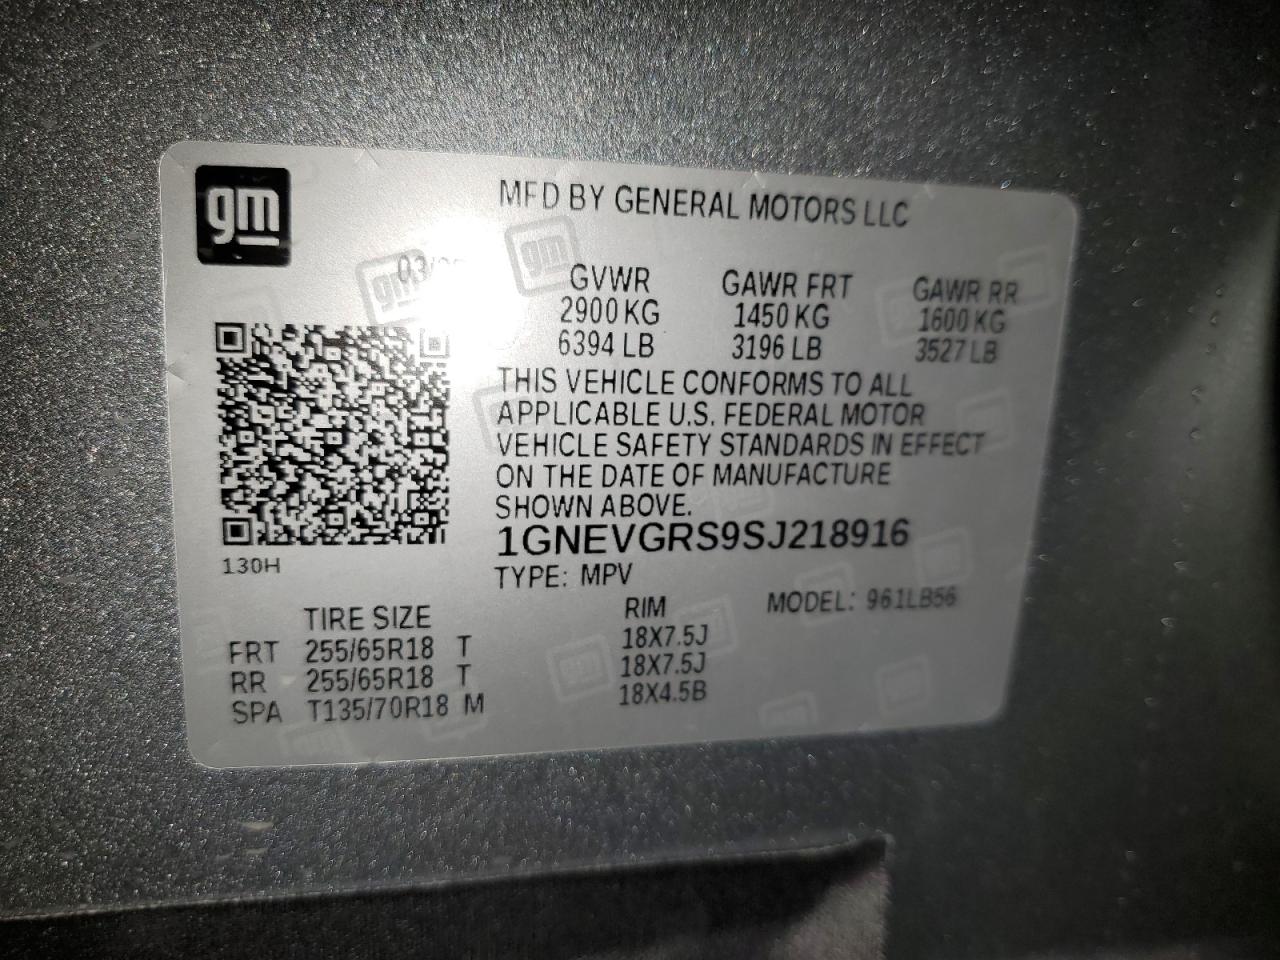 gm
MFD BY GENERAL MOTORS LLC
03/
GVWR GAWR FRT GAWR RR
2900 KG 1450 KG 1600 KG
6394 LB 3196 LB 3527 LB
THIS VEHICLE CONFORMS TO ALL
APPLICABLE U.S. FEDERAL MOTOR
VEHICLE SAFETY STANDARDS IN EFFECT
ON THE DATE OF MANUFACTURE
SHOWN ABOVE.
1GNEVGRS9SJ218916
130H
TYPE: MPV
TIRE SIZE RIM MODEL: 961LB56
FRT 255/65R18 T 18X7.5J
RR 255/65R18 T 18X7.5J
SPA T135/70R18 M 18X4.5B